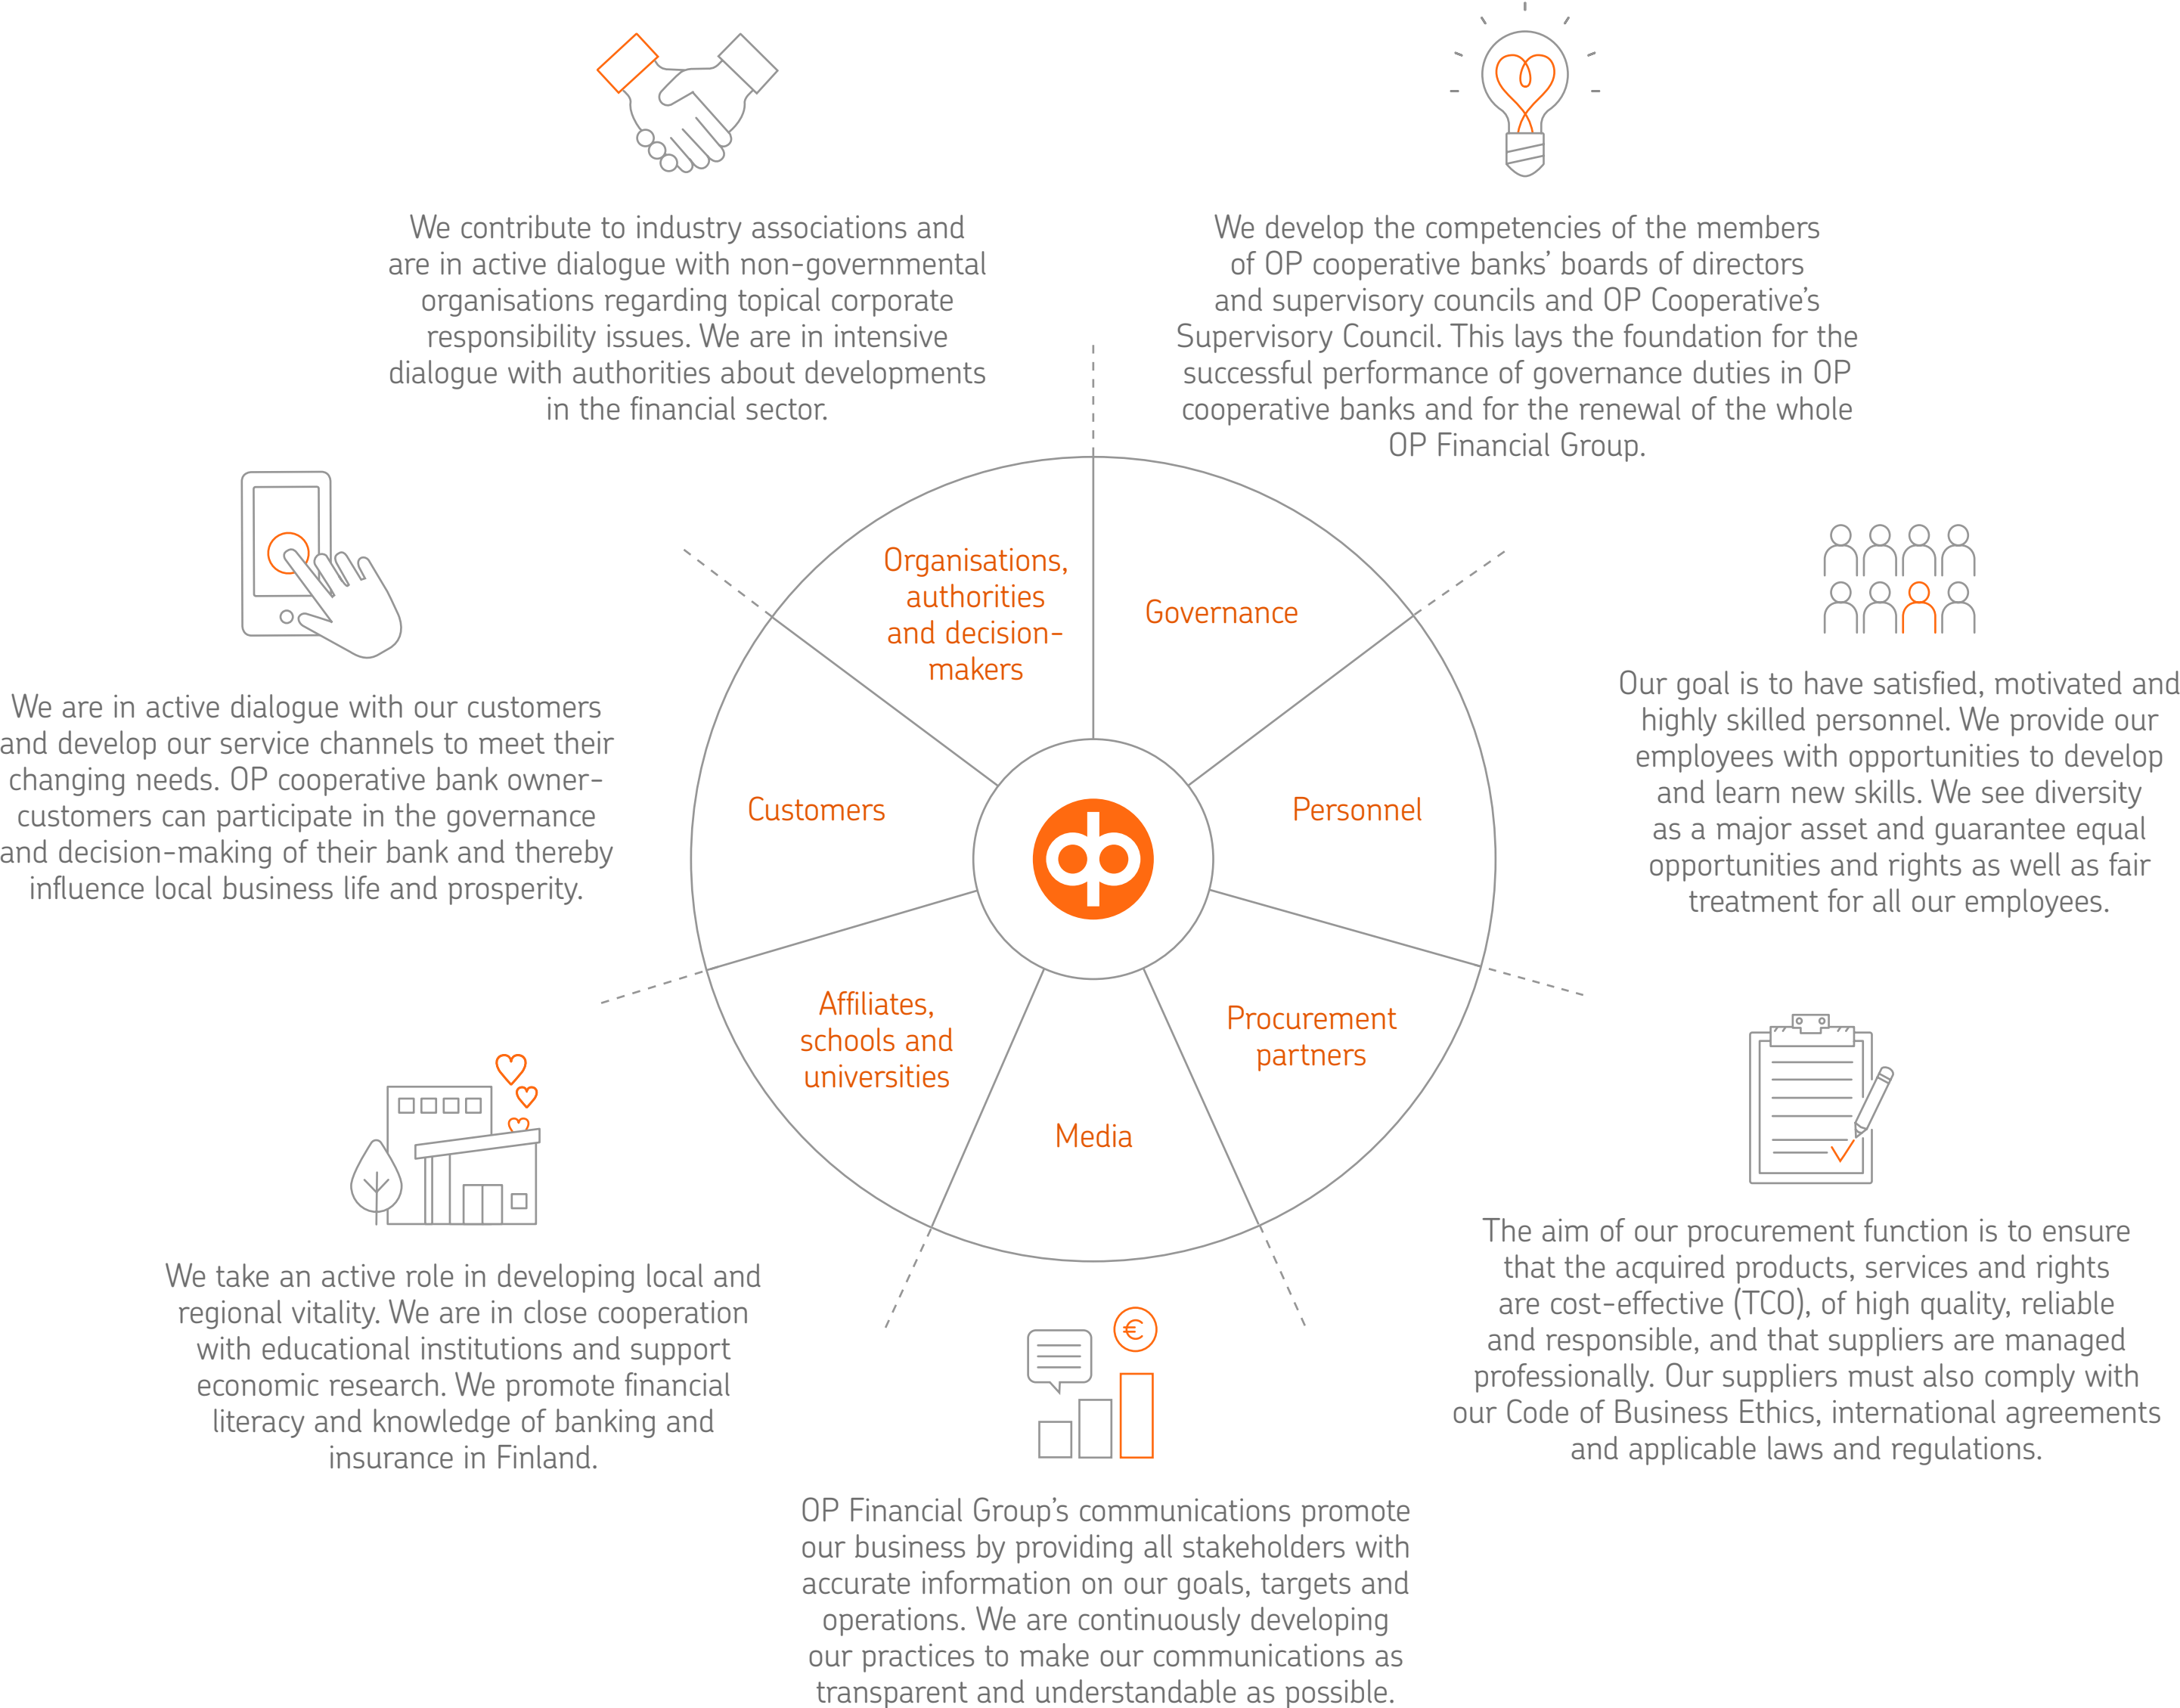 We contribute to industry associations and
are in active dialogue with non-governmental
organisations regarding topical corporate
responsibility issues. We are in intensive
dialogue with authorities about developments
in the financial sector.
We develop the competencies of the members
of OP cooperative banks’ boards of directors
and supervisory councils and OP Cooperative’s
Supervisory Council. This lays the foundation for the
successful performance of governance duties in OP
cooperative banks and for the renewal of the whole
OP Financial Group.
Organisations,
authorities
and decision-
makers
Governance
We are in active dialogue with our customers
and develop our service channels to meet their
changing needs. OP cooperative bank owner-
customers can participate in the governance
and decision-making of their bank and thereby
influence local business life and prosperity.
Customers
Personnel
Our goal is to have satisfied, motivated and
highly skilled personnel. We provide our
employees with opportunities to develop
and learn new skills. We see diversity
as a major asset and guarantee equal
opportunities and rights as well as fair
treatment for all our employees.
Affiliates,
schools and
universities
Procurement
partners
Media
We take an active role in developing local and
regional vitality. We are in close cooperation
with educational institutions and support
economic research. We promote financial
literacy and knowledge of banking and
insurance in Finland.
The aim of our procurement function is to ensure
that the acquired products, services and rights
are cost-effective (TCO), of high quality, reliable
and responsible, and that suppliers are managed
professionally. Our suppliers must also comply with
our Code of Business Ethics, international agreements
and applicable laws and regulations.
€
OP Financial Group’s communications promote
our business by providing all stakeholders with
accurate information on our goals, targets and
operations. We are continuously developing
our practices to make our communications as
transparent and understandable as possible.